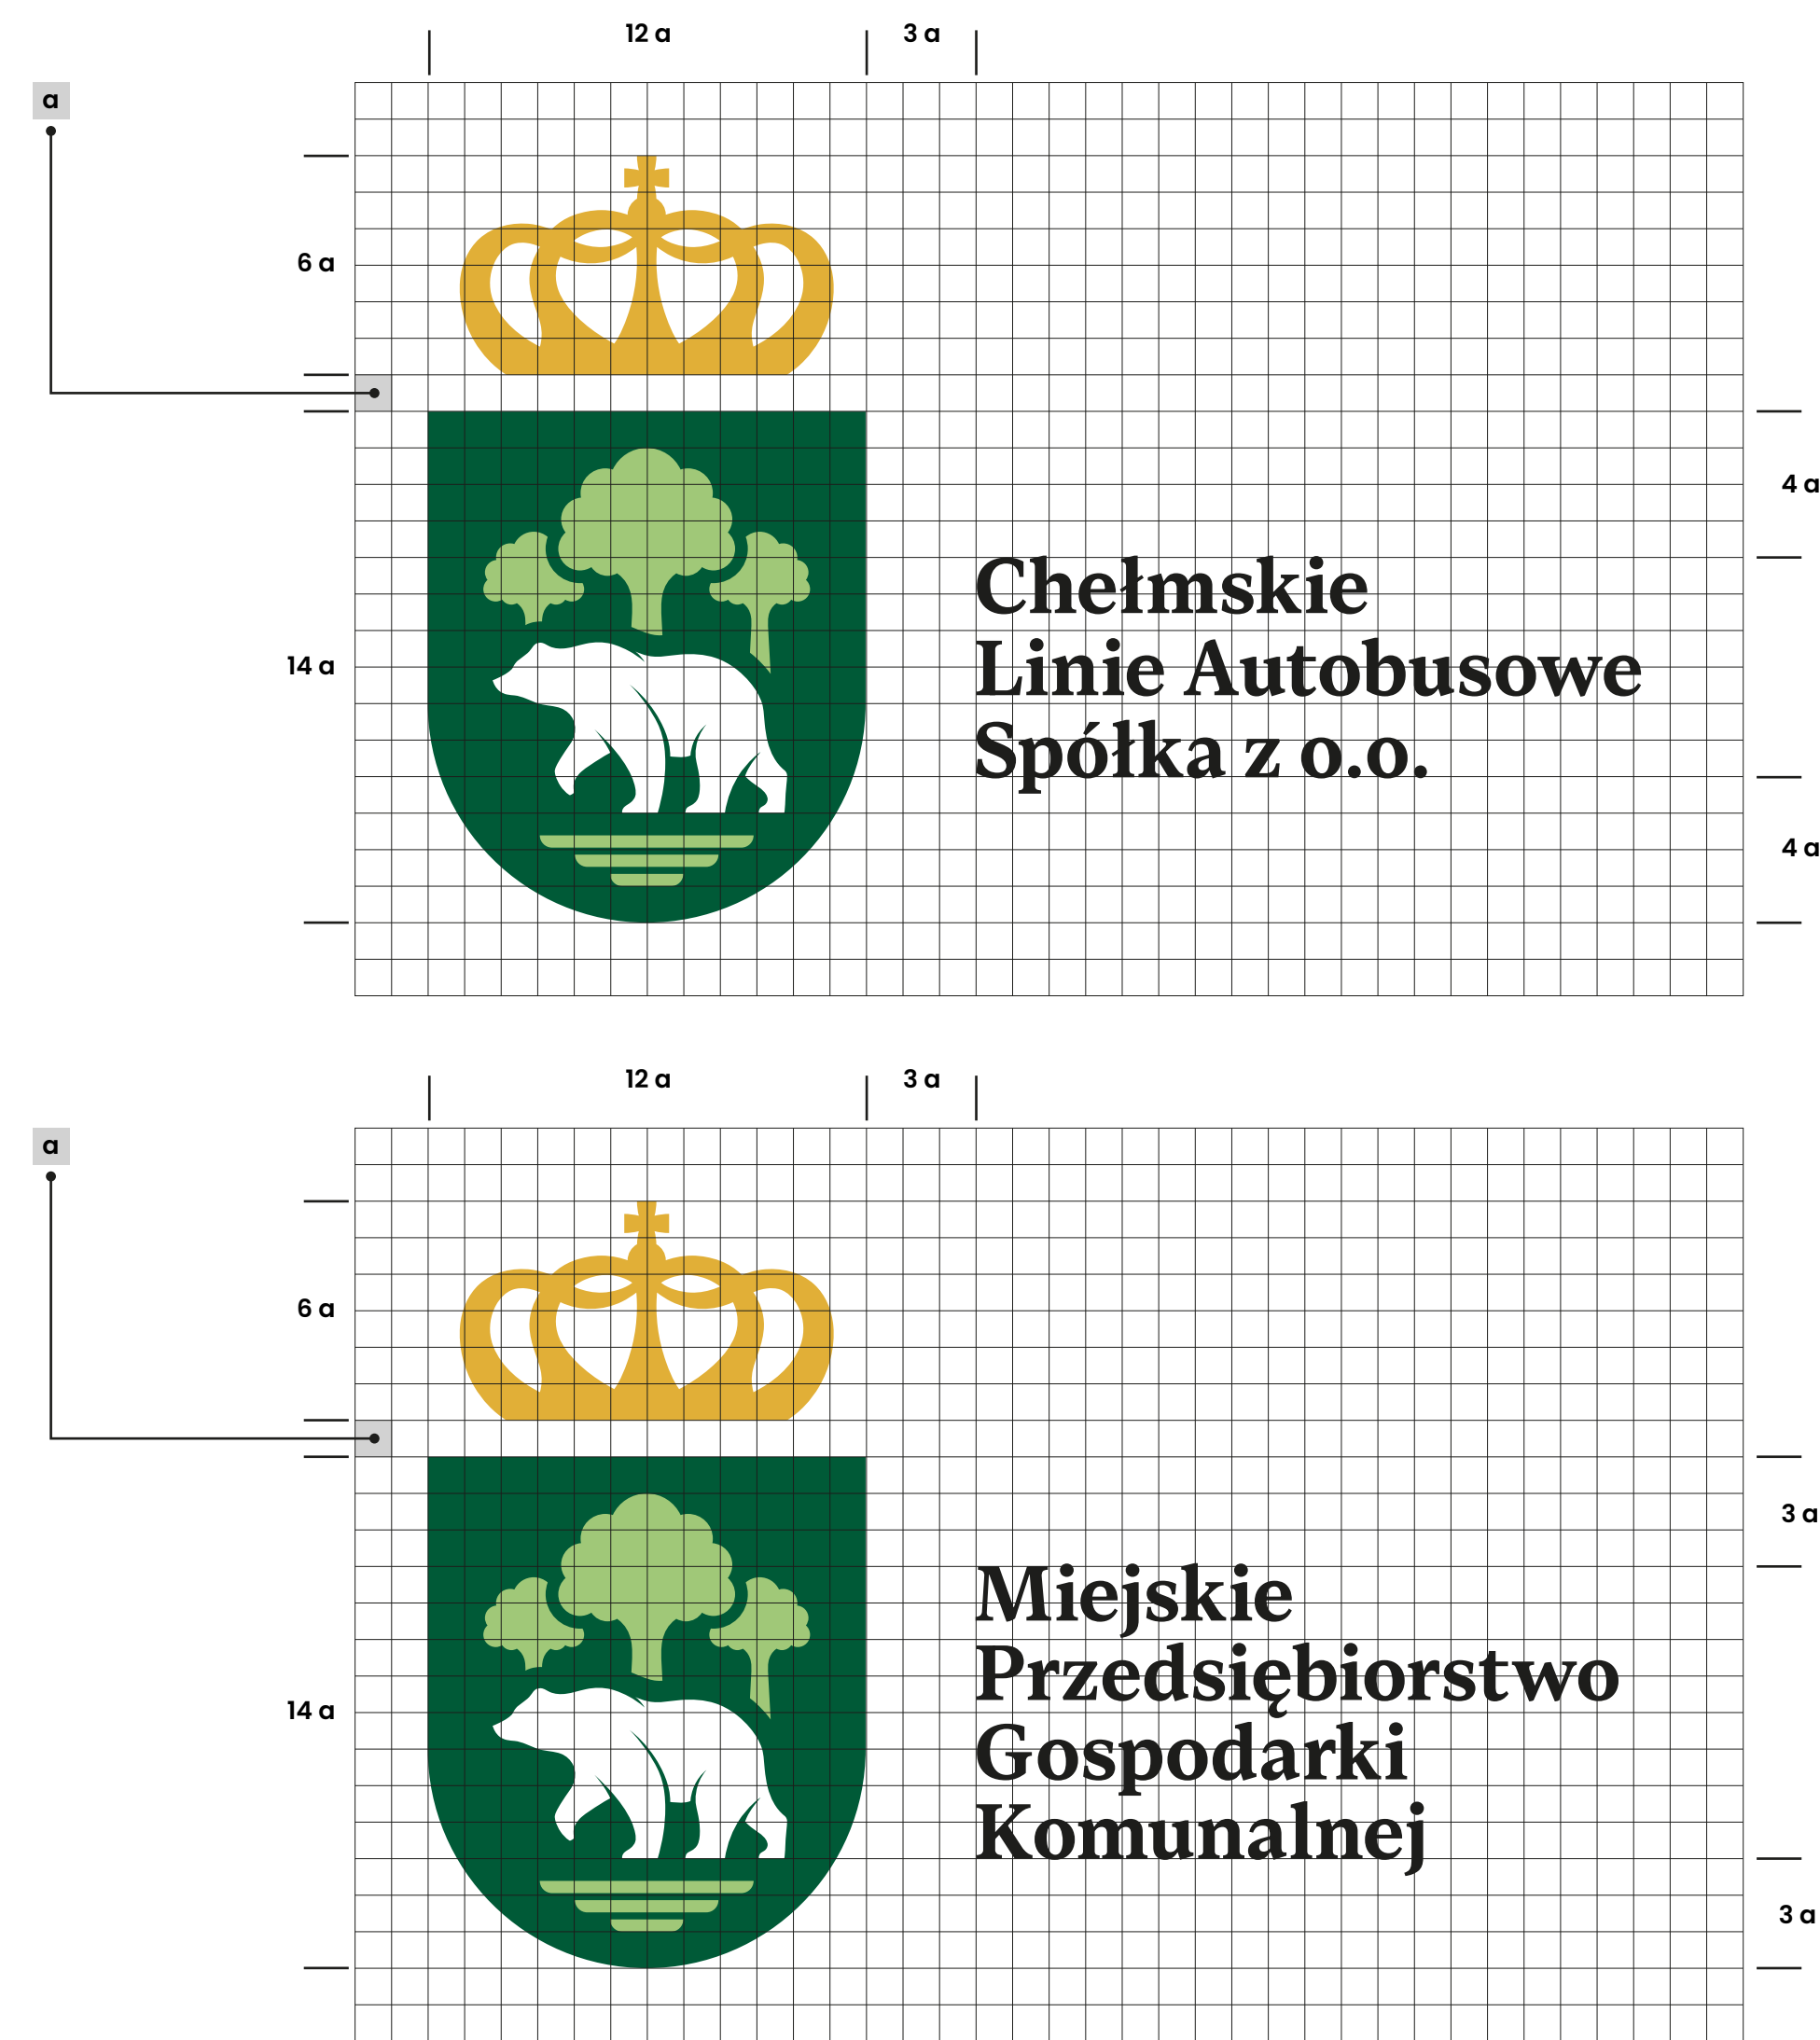 12 a
3 a
a
6 a
4 a
Chełmskie
Linie Autobusowe
Spółka z o.o.
14 a
4 a
12 a
3 a
a
6 a
3 a
Miejskie
Przedsiębiorstwo
Gospodarki
Komunalnej
14 a
3 a